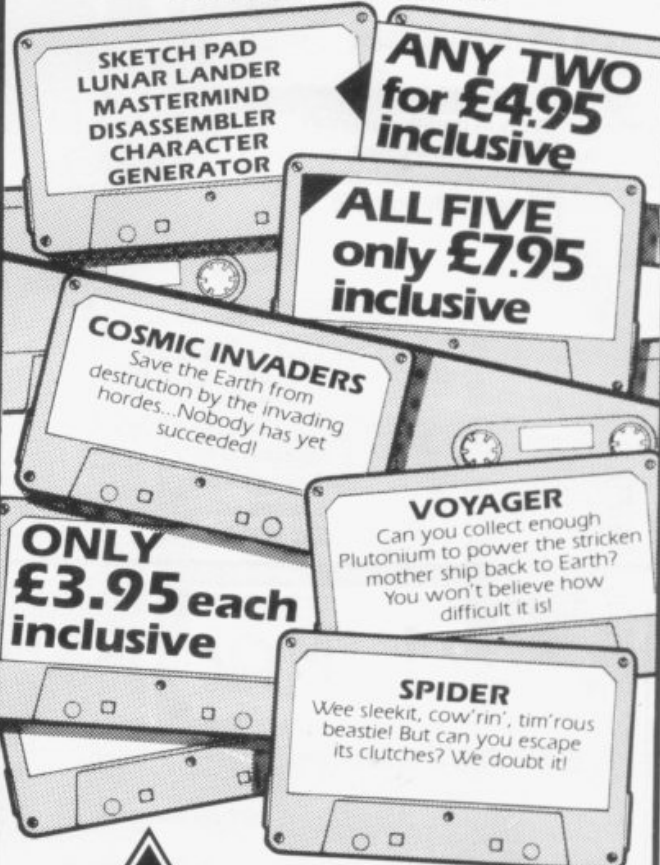 SKETCH PAD
LUNAR LANDER
MASTERMIND
DISASSEMBLER
CHARACTER
GENERATOR
ANY TWO
for £4.95
inclusive
ALL FIVE
only £7.95
inclusive
COSMIC INVADERS
Save the Earth from
destruction by the invading
hordes...Nobody has yet
succeeded!
VOYAGER
Can you collect enough
Plutonium to power the stricken
mother ship back to Earth?
You won't believe how
difficult it is!
ONLY
£3.95 each
inclusive
SPIDER
Wee sleekit, cow'rin', tim'rous
beastie! But can you escape
its clutches? We doubt it!